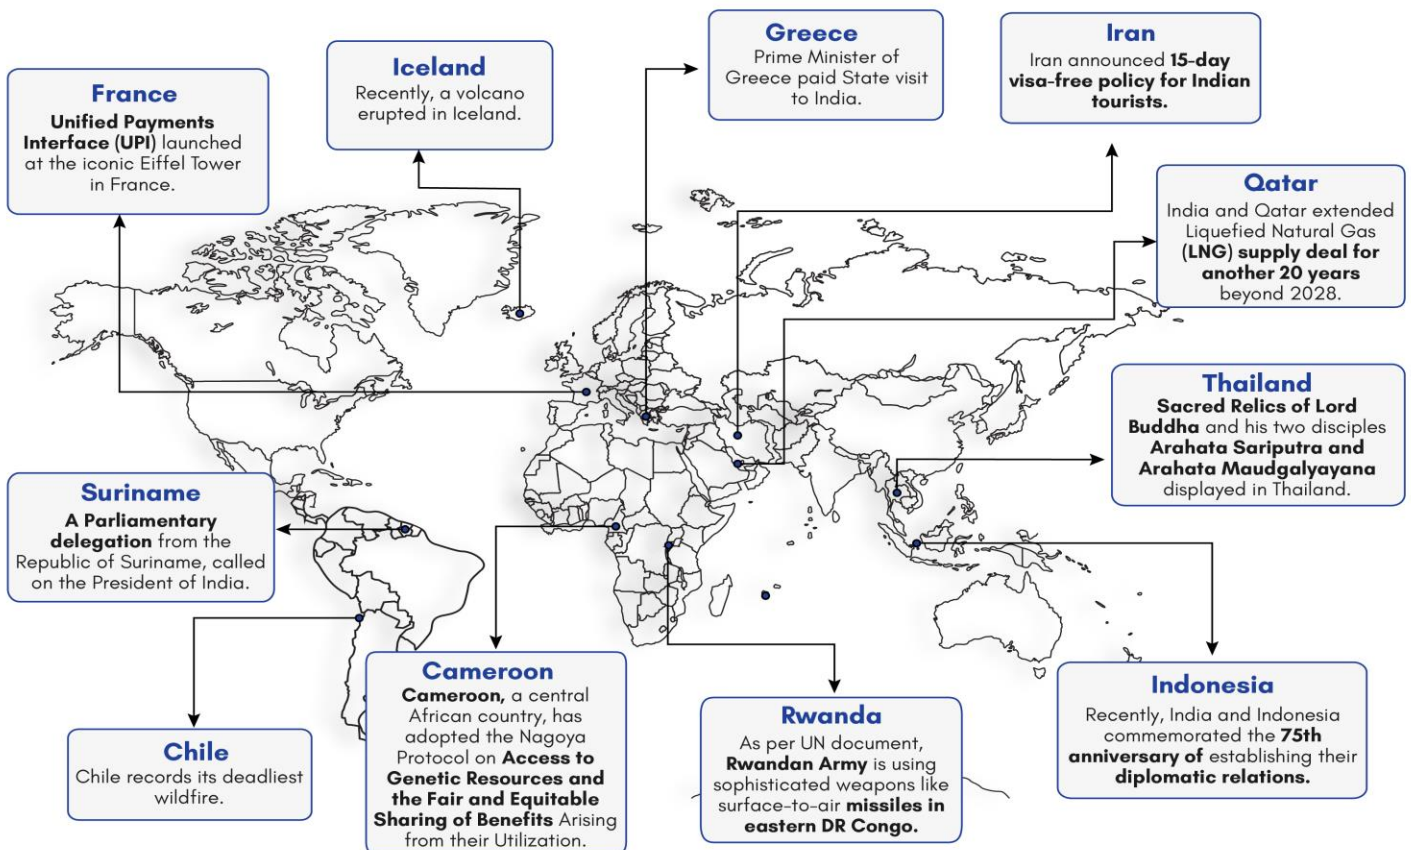 France
Unified Payments
Interface (UPI) launched
at the iconic Eiffel Tower
in France.
Iceland
Recently, a volcano
erupted in Iceland.
Greece
Prime Minister of
Greece paid State visit
to India.
Iran
Iran announced 15-day
visa-free policy for Indian
tourists.
Qatar
India and Qatar extended
Liquefied Natural Gas
(LNG) supply deal for
another 20 years
beyond 2028.
Thailand
Sacred Relics of Lord
Buddha and his two disciples
Arahata Sariputra and
Arahata Maudgalyayana
displayed in Thailand.
Suriname
A Parliamentary
delegation from the
Republic of Suriname, called
on the President of India.
Chile
Chile records its deadliest
wildfire.
Cameroon
Cameroon, a central
African country, has
adopted the Nagoya
Protocol on Access to
Genetic Resources and
the Fair and Equitable
Sharing of Benefits Arising
from their Utilization.
Rwanda
As per UN document,
Rwandan Army is using
sophisticated weapons like
surface-to-air missiles in
eastern DR Congo.
Indonesia
Recently, India and Indonesia
commemorated the 75th
anniversary of establishing their
diplomatic relations.